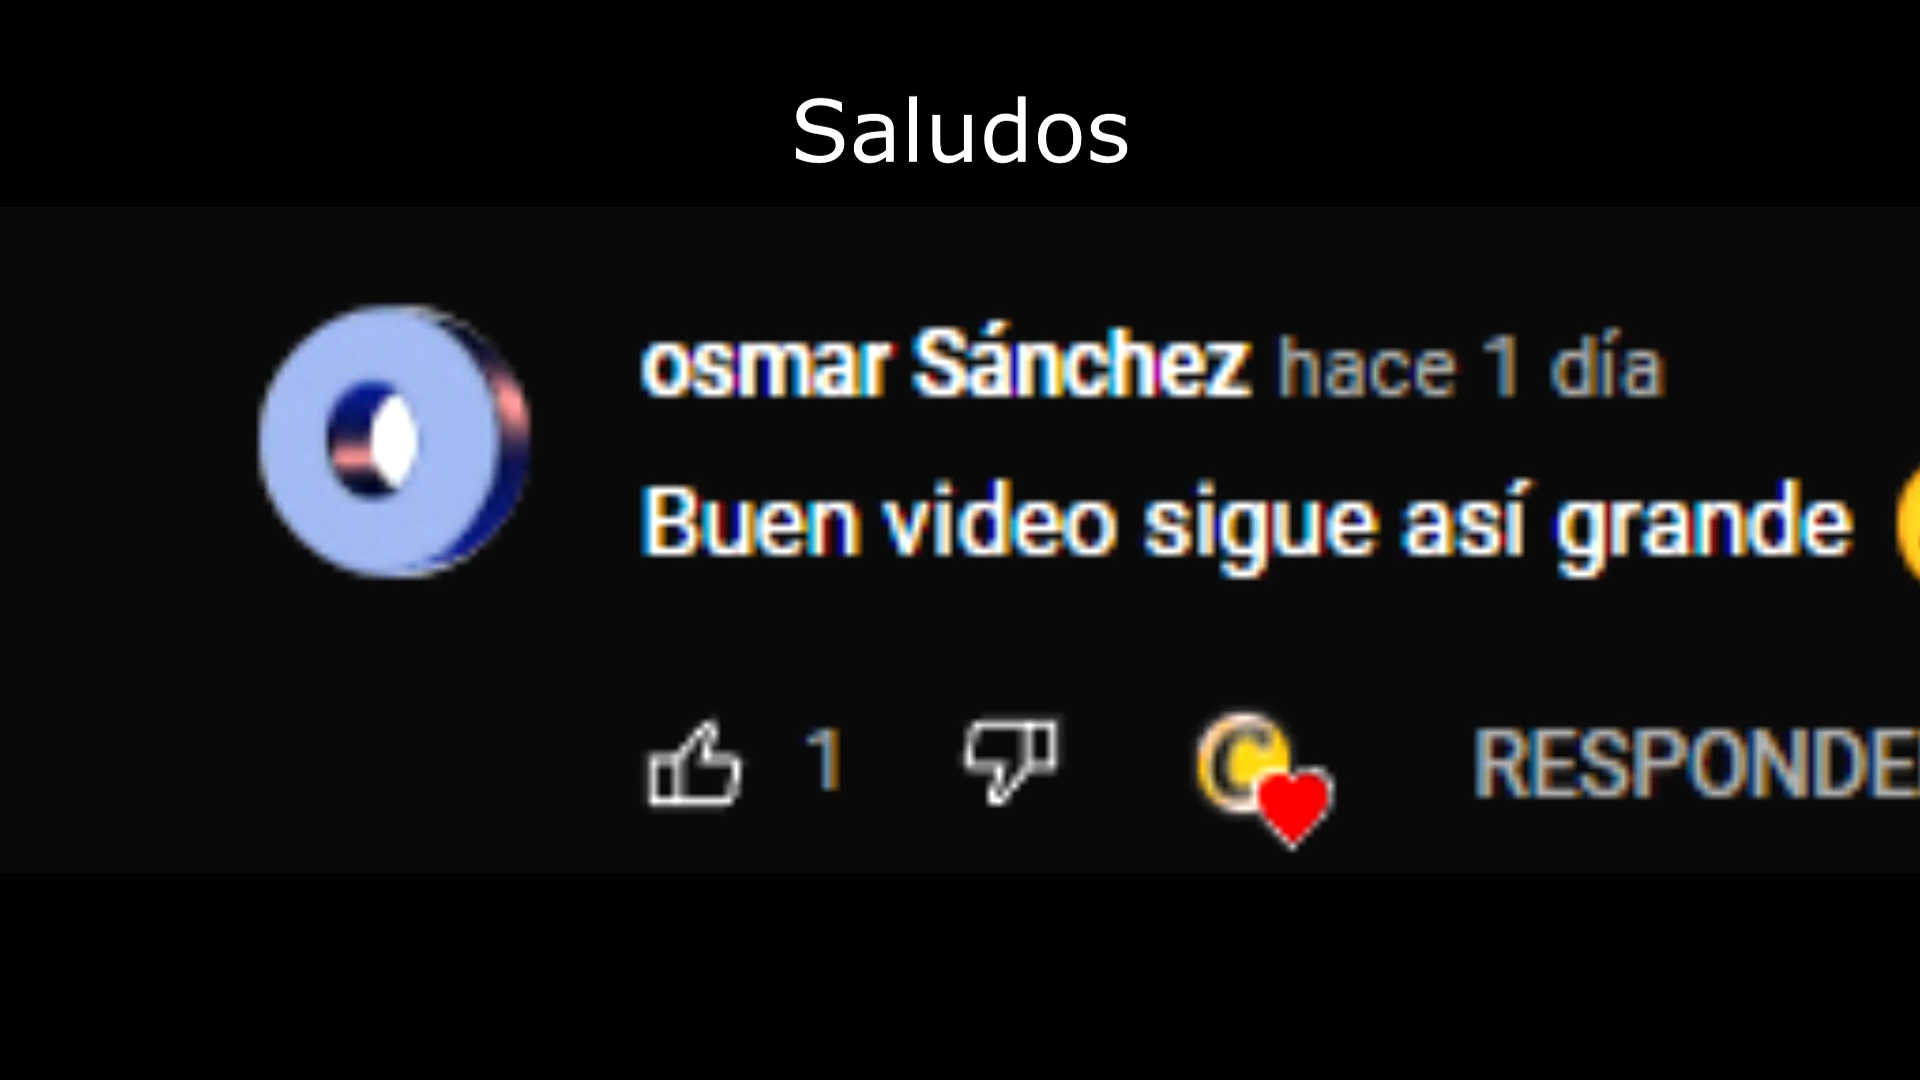 Saludos
osmar Sánchez hace 1 día
Buen video sigue así grande
1